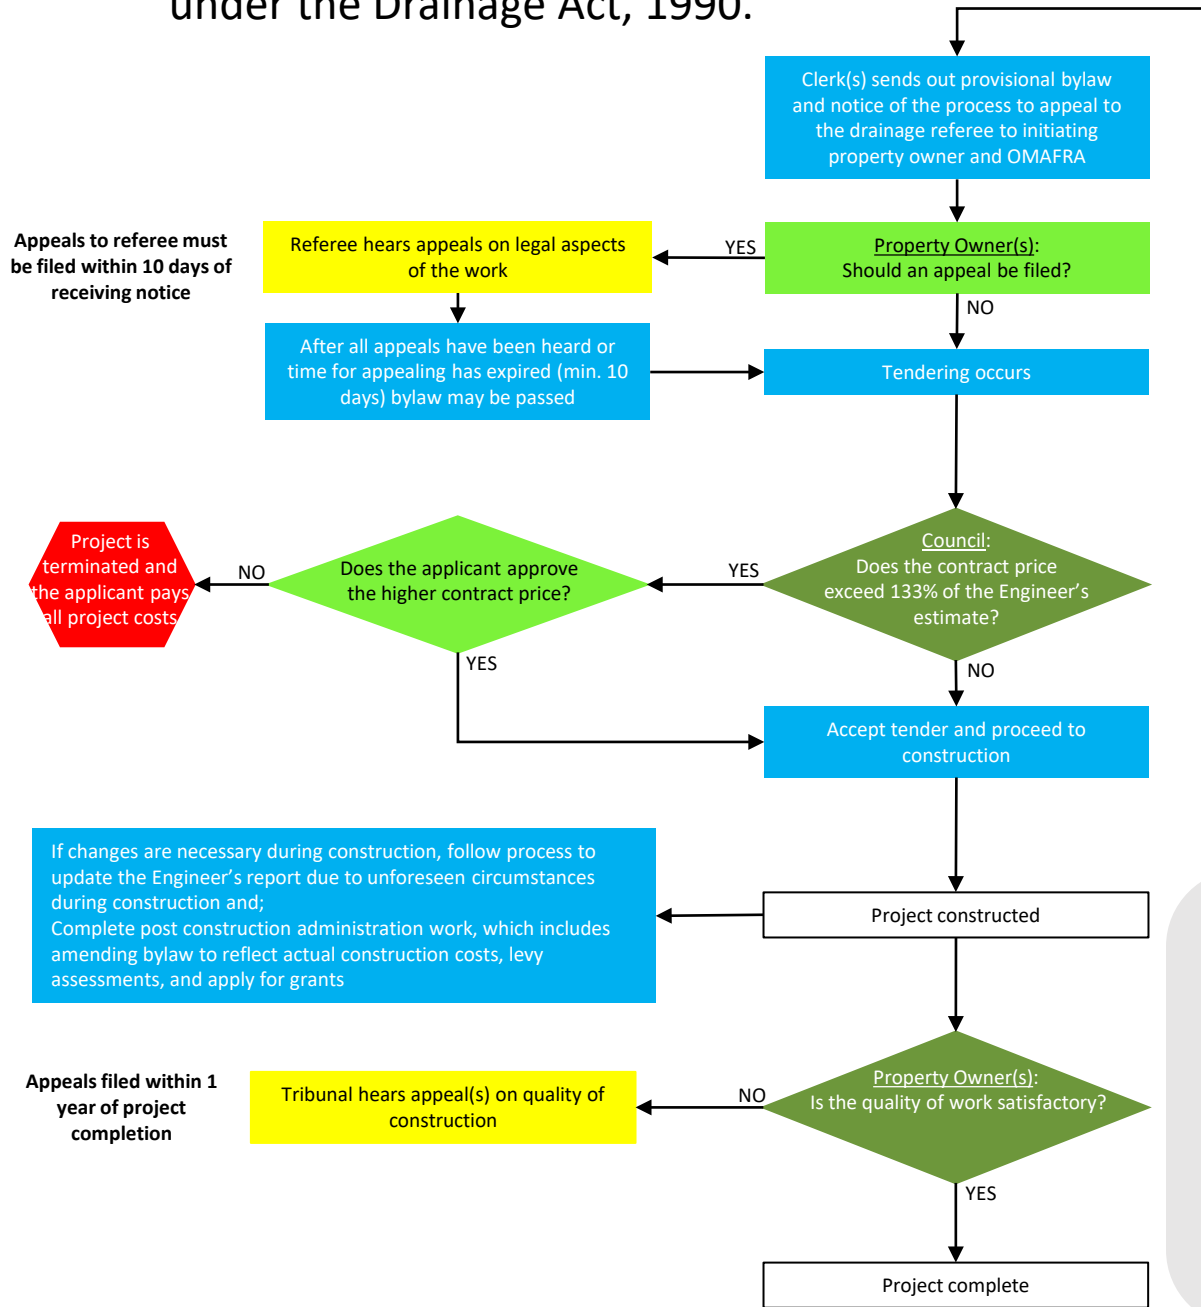 under the Drainage Act, 1990.
Clerk(s) sends out provisional bylaw
and notice of the process to appeal to
the drainage referee to initiating
property owner and OMAFRA
Appeals to referee must
be filed within 10 days of
receiving notice
Referee hears appeals on legal aspects
of the work
YES
Property Owner(s):
Should an appeal be filed?
NO
After all appeals have been heard or
time for appealing has expired (min. 10
days) bylaw may be passed
Tendering occurs
Project is
terminated and
the applicant pays
all project costs
NO
Does the applicant approve
the higher contract price?
YES
Council:
Does the contract price
exceed 133% of the Engineer's
estimate?
YES
NO
Accept tender and proceed to
construction
If changes are necessary during construction, follow process to
update the Engineer's report due to unforeseen circumstances
during construction and;
Complete post construction administration work, which includes
amending bylaw to reflect actual construction costs, levy
assessments, and apply for grants
Project constructed
Appeals filed within 1
year of project
completion
Tribunal hears appeal(s) on quality of
construction
NO
Property Owner(s):
Is the quality of work satisfactory?
YES
Project complete